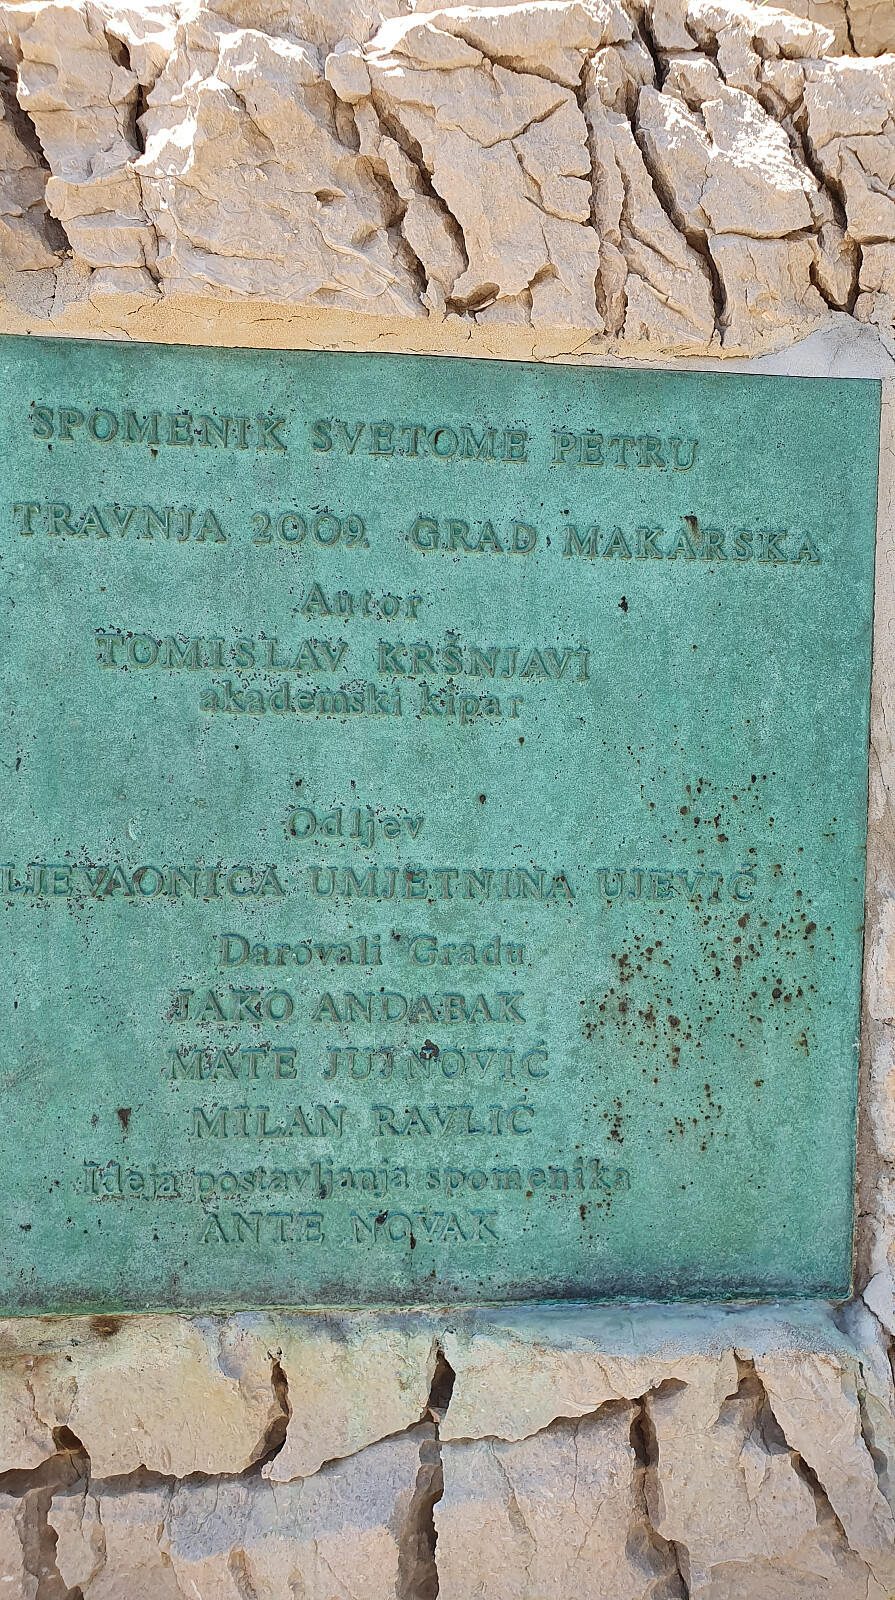 SPOMENIK SVETOME PETRU
TRAVNJA 2009. GRAD MAKARSKA
Autor
TOMISLAV KRŠNJAVI
akademski kipar
Odljev
LJEVAONICA UMJETNINA UJEVIĆ
Darovali Gradu
JAKO ANDABAK
MATE JUJNOVIĆ
MILAN RAVLIĆ
Ideja postavljanja spomenika
ANTE NOVAK